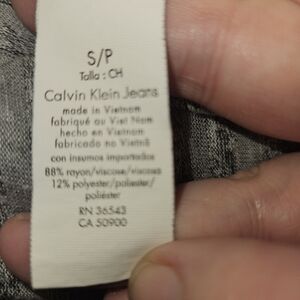 S/P
Talla : CH
Calvin Klein Jeans
made in Vietnam
fabriqué au Viet Nam
hecho en Vietnam
fabricado no Vietnã
con insumos importados
88% rayon/viscose/viscosa
12% polyester/poliester/
poliéster
RN 36543
CA 50900